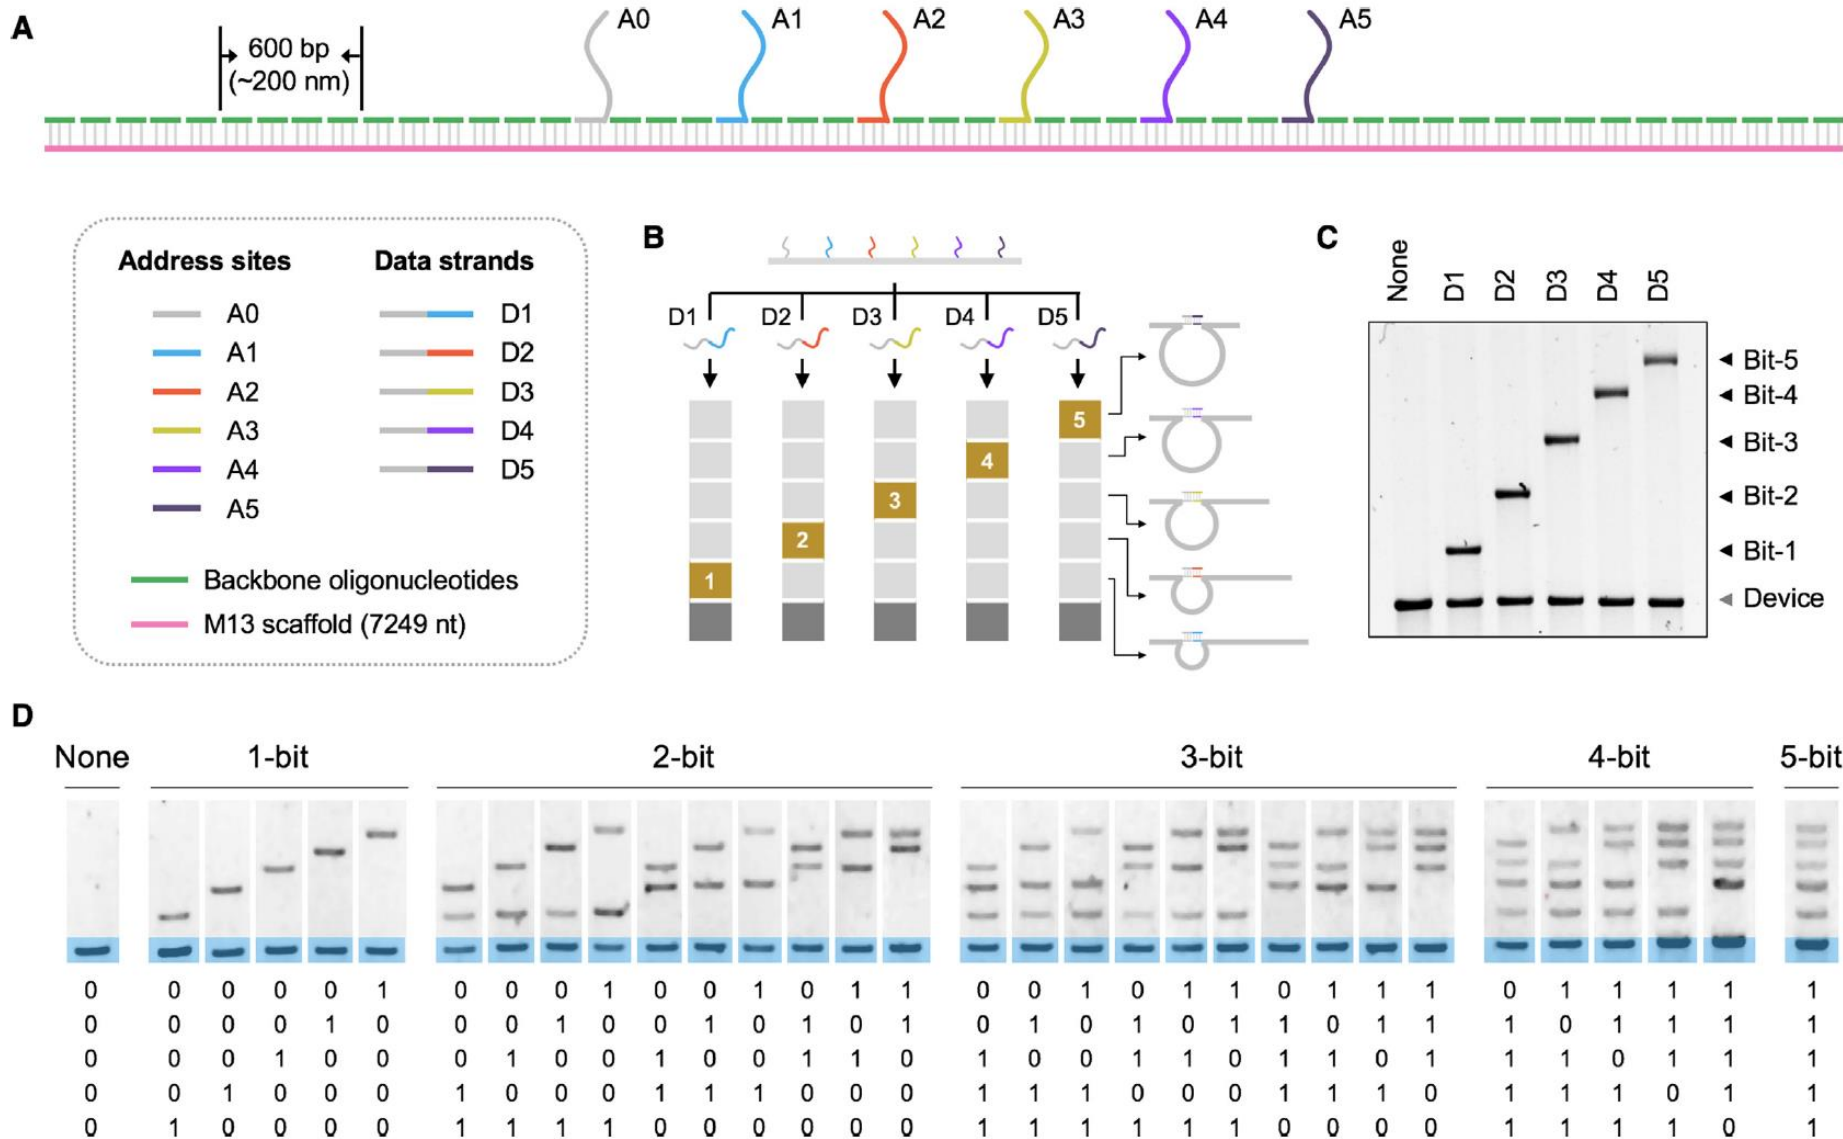 A
600 bp
(~200 nm)
A0
A1
A2
A3
A4
A5
Address sites
A0
A1
A2
A3
A4
A5
Data strands
D1
D2
D3
D4
D5
Backbone oligonucleotides
M13 scaffold (7249 nt)
B
D1
D2
D3
D4
D5
5
4
3
2
1
C
None
D1
D2
D3
D4
D5
Bit-5
Bit-4
Bit-3
Bit-2
Bit-1
Device
D
None
1-bit
2-bit
3-bit
4-bit
5-bit
0 0 0 0 0 1 0 0 0 1 0 0 1 0 1 1 0 0 1 0 1 1 0 1 1 1 0 1 1 1 1 1
0 0 0 0 1 0 0 0 1 0 0 1 0 1 0 1 0 1 0 1 0 1 1 0 1 1 1 0 1 1 1 1
0 0 0 1 0 0 0 1 0 0 1 0 0 1 1 0 1 0 0 1 1 0 1 1 0 1 1 1 0 1 1 1
0 0 1 0 0 0 1 0 0 0 1 1 1 0 0 0 1 1 1 0 0 0 1 1 1 0 1 1 1 0 1 1
0 1 0 0 0 0 1 1 1 1 0 0 0 0 0 0 1 1 1 1 1 1 0 0 0 0 1 1 1 1 0 1